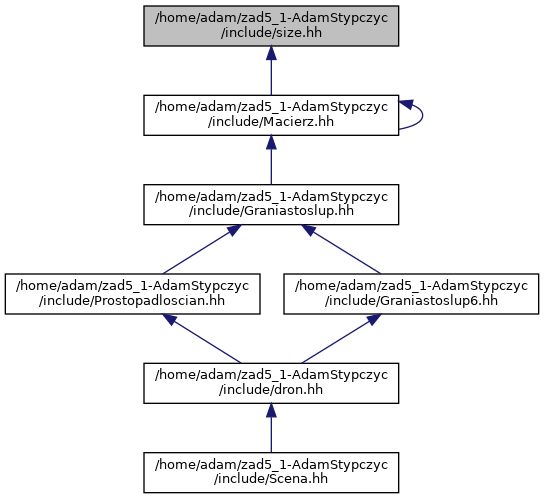 /home/adam/zad5_1-AdamStypczyc
/include/size.hh
/home/adam/zad5_1-AdamStypczyc
/include/Macierz.hh
/home/adam/zad5_1-AdamStypczyc
/include/Graniastoslup.hh
/home/adam/zad5_1-AdamStypczyc
/include/Prostopadloscian.hh
/home/adam/zad5_1-AdamStypczyc
/include/Graniastoslup6.hh
/home/adam/zad5_1-AdamStypczyc
/include/dron.hh
/home/adam/zad5_1-AdamStypczyc
/include/Scena.hh